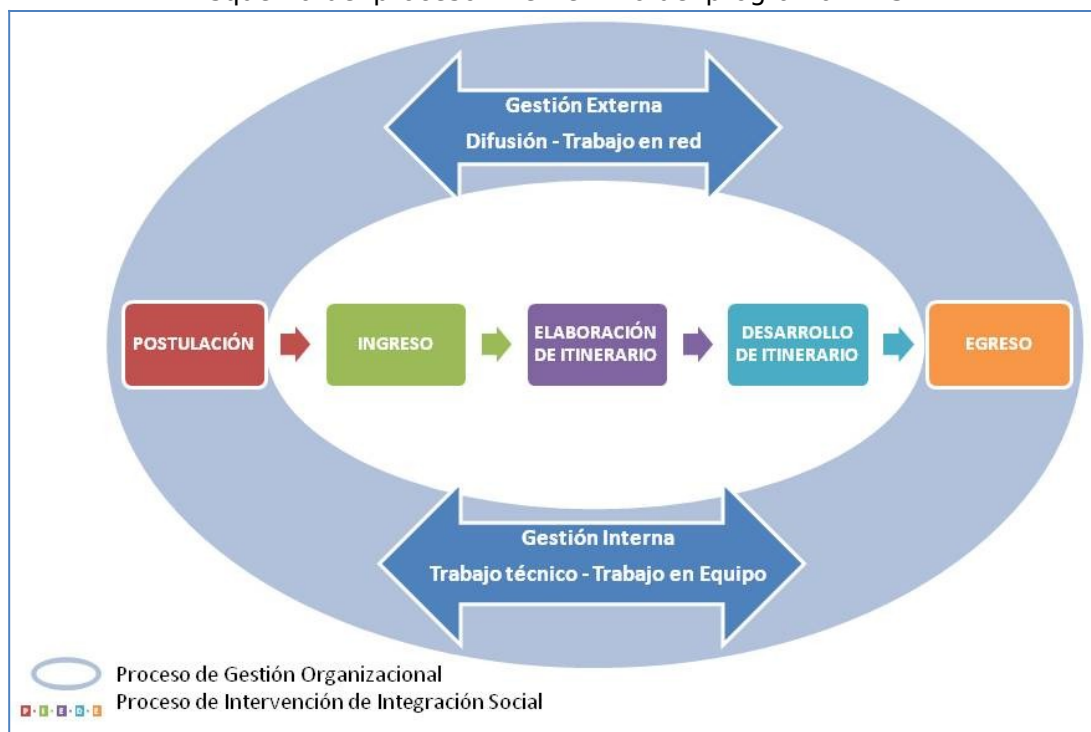 Gestión Externa
Difusión - Trabajo en red
POSTULACIÓN
INGRESO
ELABORACIÓN
DE ITINERARIO
DESARROLLO
DE ITINERARIO
EGRESO
Gestión Interna
Trabajo técnico - Trabajo en Equipo
Proceso de Gestión Organizacional
P I E D E Proceso de Intervención de Integración Social